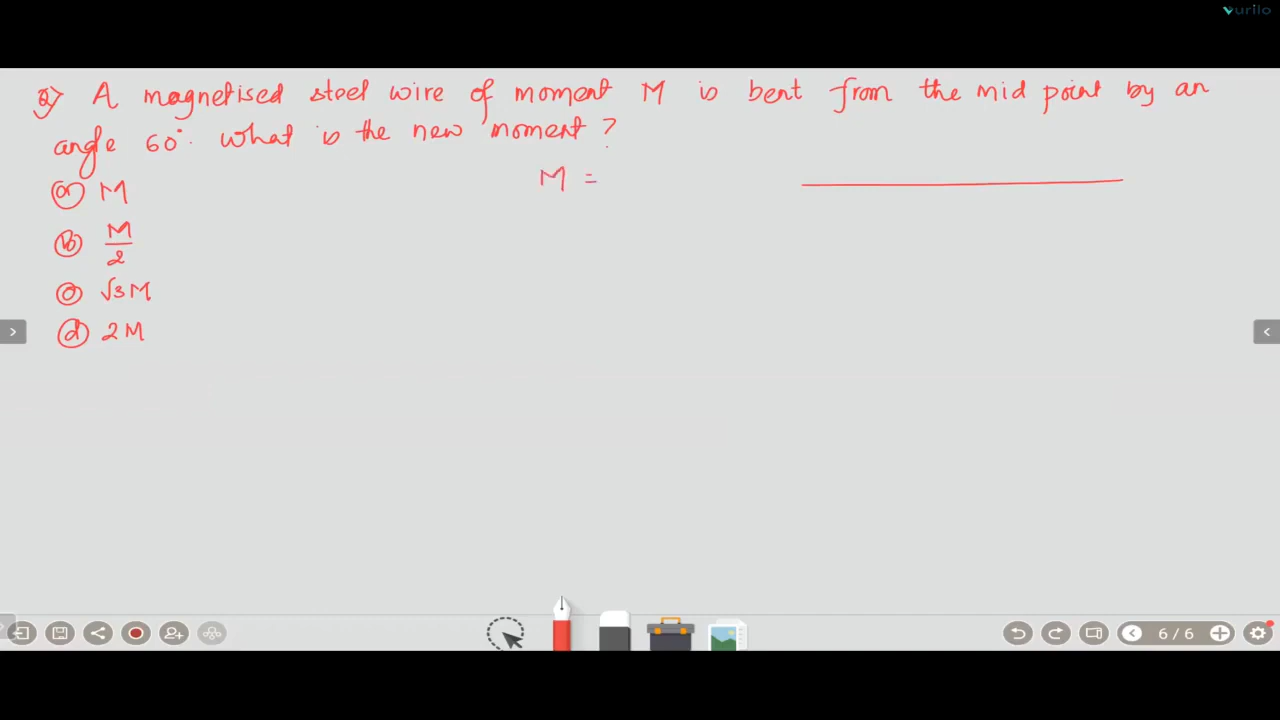 Vurilo
Q) A magnetised steel wire of moment M is bent from the mid point by an
angle 60°. What is the new moment?
M =
(a) M
(b) M/2
(c) √3 M
(d) 2M
6/6